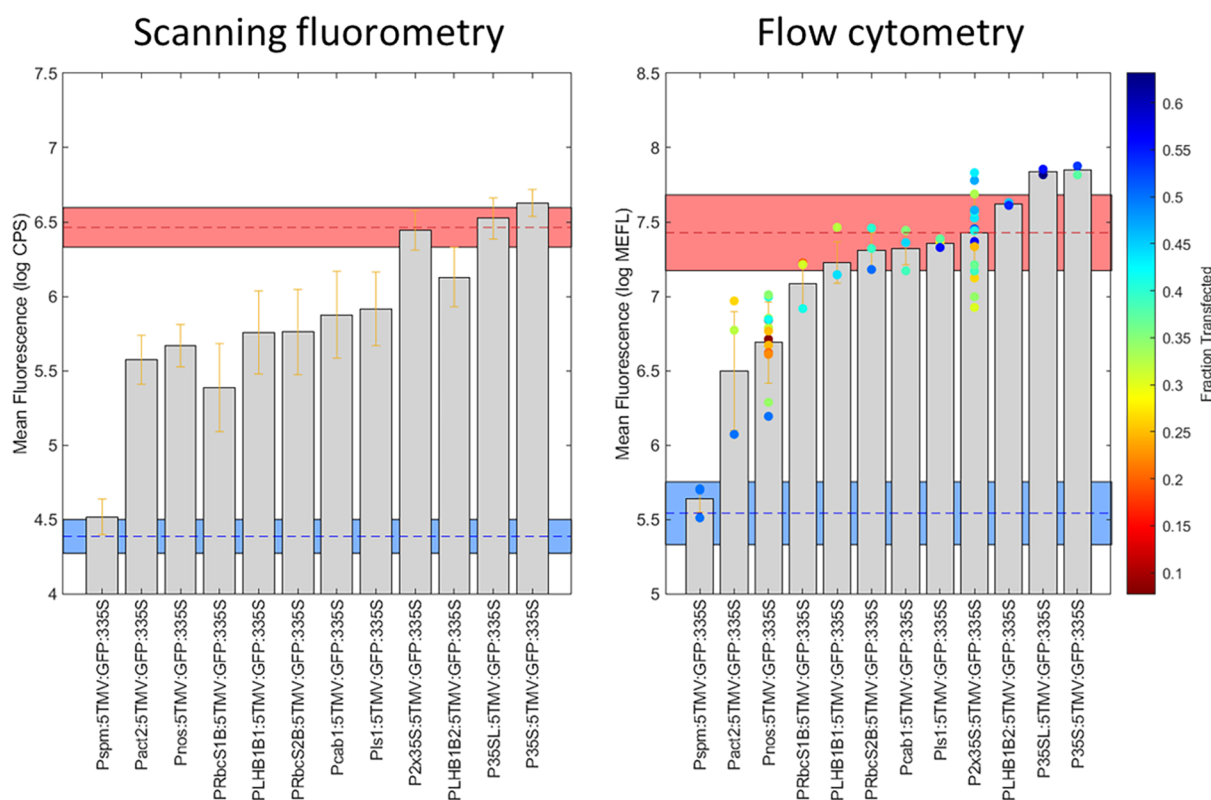 Scanning fluorometry
Flow cytometry
Mean Fluorescence (log CPS)
7.5
7
6.5
6
5.5
5
4.5
4
Pspm:5TMV:GFP:335S
Pact2:5TMV:GFP:335S
Pnos:5TMV:GFP:335S
PRbcS1B:5TMV:GFP:335S
PLHB1B1:5TMV:GFP:335S
PRbcS2B:5TMV:GFP:335S
Pcab1:5TMV:GFP:335S
Pls1:5TMV:GFP:335S
P2x35S:5TMV:GFP:335S
PLHB1B2:5TMV:GFP:335S
P35SL:5TMV:GFP:335S
P35S:5TMV:GFP:335S
Mean Fluorescence (log MEFL)
8.5
8
7.5
7
6.5
6
5.5
5
Pspm:5TMV:GFP:335S
Pact2:5TMV:GFP:335S
Pnos:5TMV:GFP:335S
PRbcS1B:5TMV:GFP:335S
PLHB1B1:5TMV:GFP:335S
PRbcS2B:5TMV:GFP:335S
Pcab1:5TMV:GFP:335S
Pls1:5TMV:GFP:335S
P2x35S:5TMV:GFP:335S
PLHB1B2:5TMV:GFP:335S
P35SL:5TMV:GFP:335S
P35S:5TMV:GFP:335S
0.6
0.55
0.5
0.45
0.4
0.35
0.3
0.25
0.2
0.15
0.1
Fraction Transfected